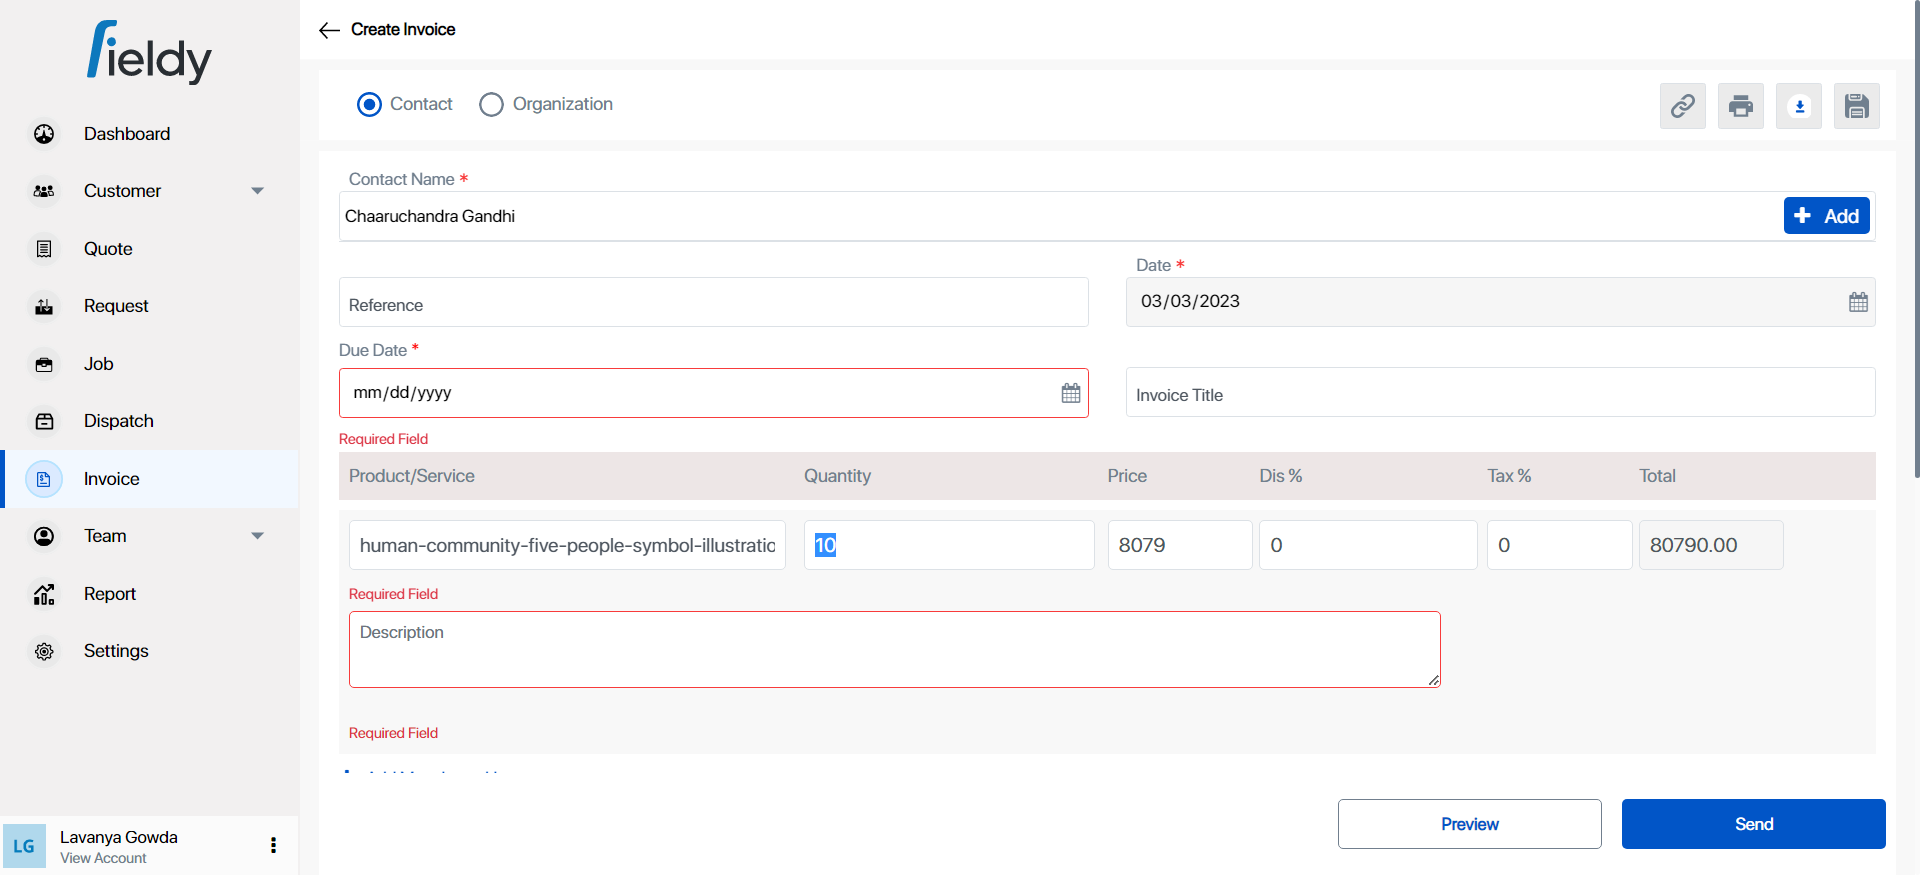 fieldy
Dashboard
Customer
Quote
Request
Job
Dispatch
Invoice
Team
Report
Settings
LG
Lavanya Gowda
View Account
Create Invoice
Contact
Organization
Contact Name *
Chaaruchandra Gandhi
Add
Reference
Date *
03/03/2023
Due Date *
mm/dd/yyyy
Invoice Title
Required Field
Product/Service Quantity Price Dis % Tax % Total
human-community-five-people-symbol-illustratio 10 8079 0 0 80790.00
Required Field
Description
Required Field
Preview
Send